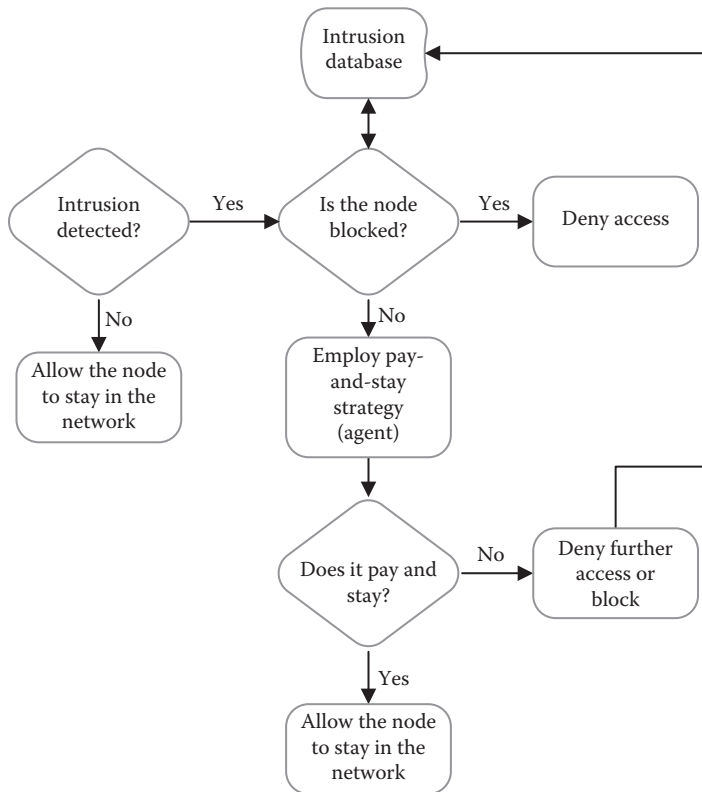 Intrusion
database
Intrusion
detected?
Yes
Is the node
blocked?
Yes
Deny access
No
Allow the node
to stay in the
network
No
Employ pay-
and-stay
strategy
(agent)
Does it pay and
stay?
No
Deny further
access or
block
Yes
Allow the node
to stay in the
network